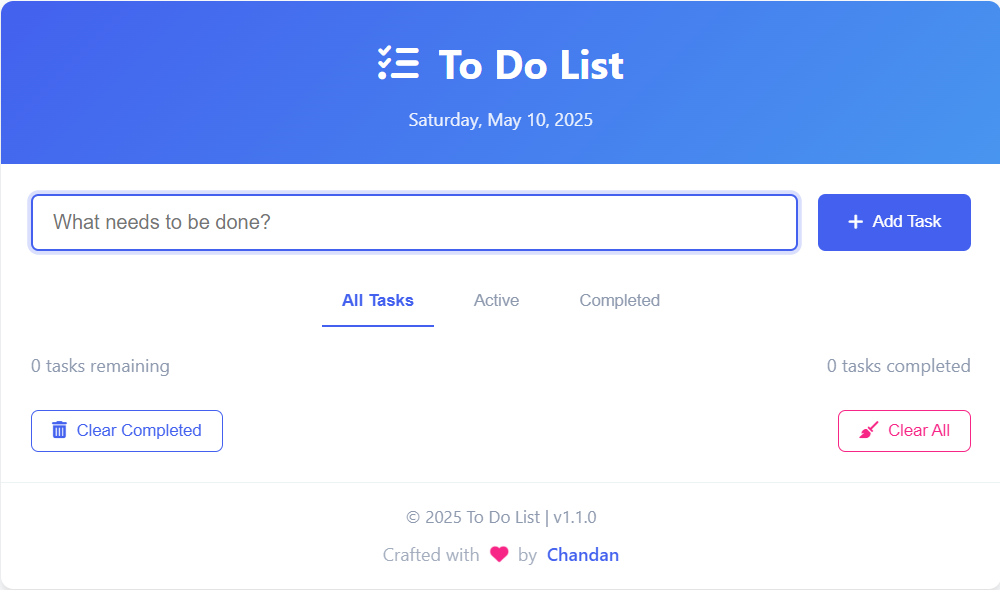 To Do List
Saturday, May 10, 2025
What needs to be done?
Add Task
All Tasks
Active
Completed
0 tasks remaining
0 tasks completed
Clear Completed
Clear All
© 2025 To Do List | v1.1.0
Crafted with ❤ by Chandan